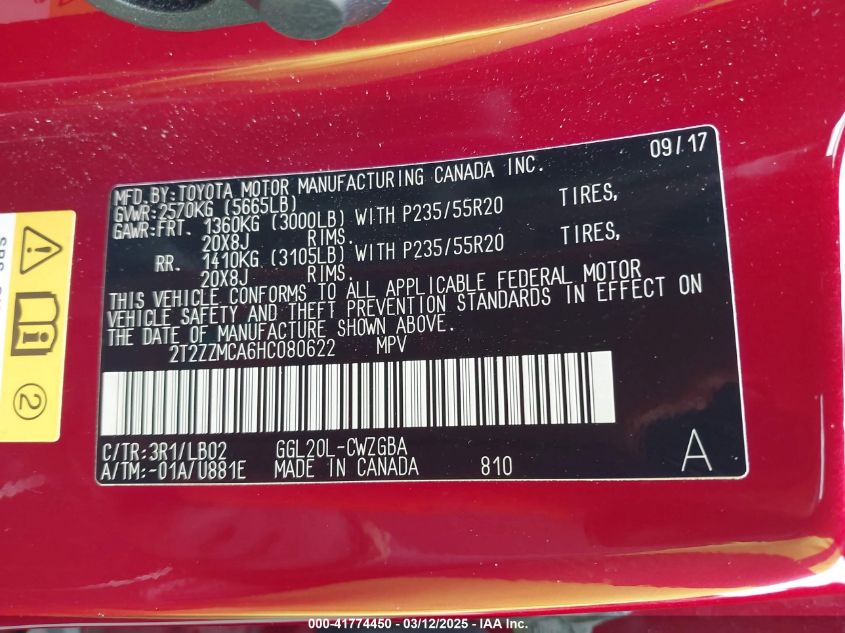 09/17
MFD.BY:TOYOTA MOTOR MANUFACTURING CANADA INC.
GVWR:2570KG (5665LB)
GAWR:FRT. 1360KG (3000LB) WITH P235/55R20 TIRES,
20X8J RIMS.
RR. 1410KG (3105LB) WITH P235/55R20 TIRES,
20X8J RIMS.
THIS VEHICLE CONFORMS TO ALL APPLICABLE FEDERAL MOTOR
VEHICLE SAFETY AND THEFT PREVENTION STANDARDS IN EFFECT ON
THE DATE OF MANUFACTURE SHOWN ABOVE.
2T2ZZMCA6HC080622 MPV
C/TR:3R1/LB02 GGL20L-CWZGBA
A/TM:-01A/U881E MADE IN CANADA 810 A
2
000-41774450 - 03/12/2025 - IAA Inc.